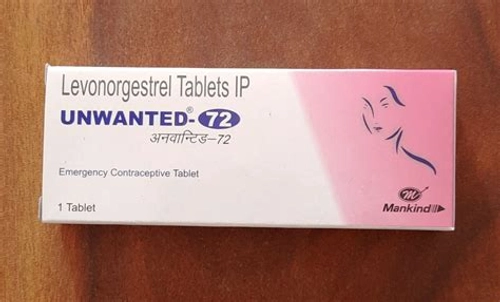 Levonorgestrel Tablets IP
UNWANTED®-72
अनवान्टिड-72
Emergency Contraceptive Tablet
1 Tablet
M
Mankind